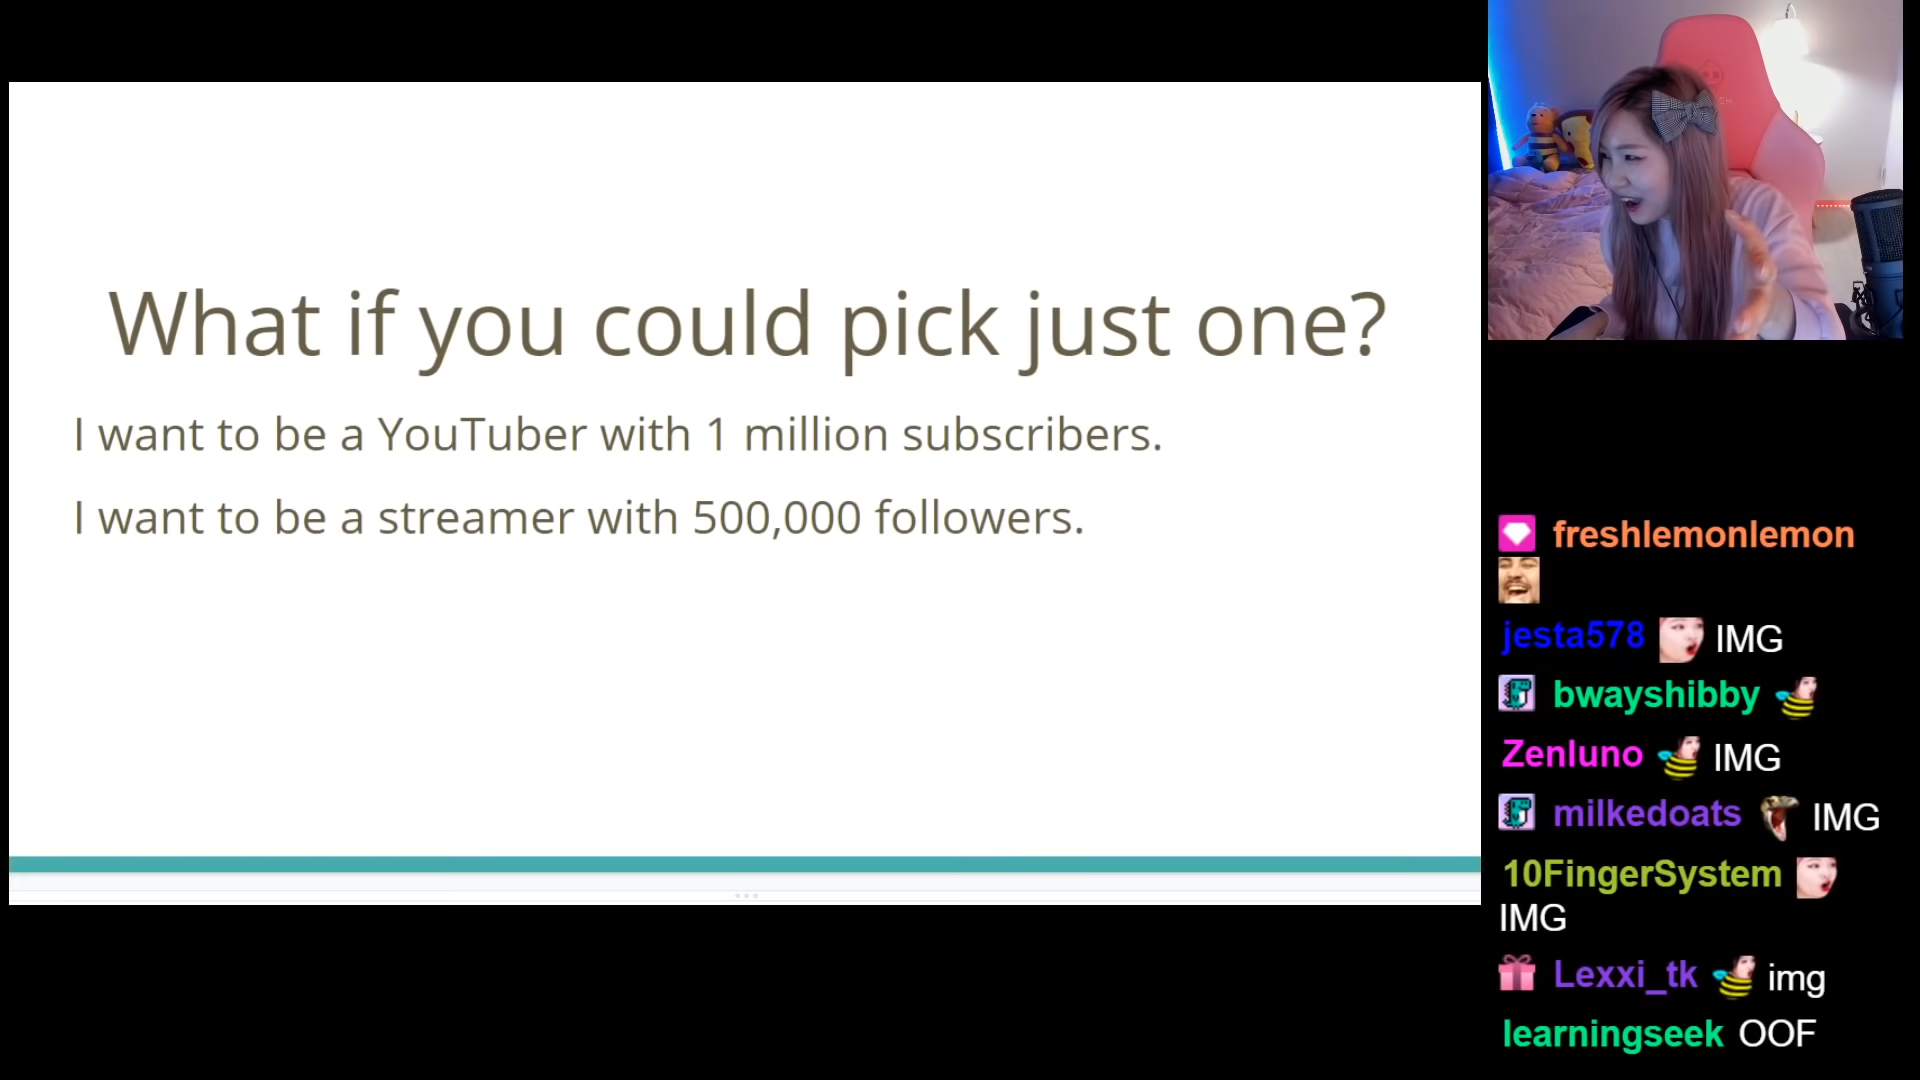 What if you could pick just one?
I want to be a YouTuber with 1 million subscribers.
I want to be a streamer with 500,000 followers.
freshlemonlemon
jesta578 IMG
bwayshibby
Zenluno IMG
milkedoats IMG
10FingerSystem
IMG
Lexxi_tk img
learningseek OOF